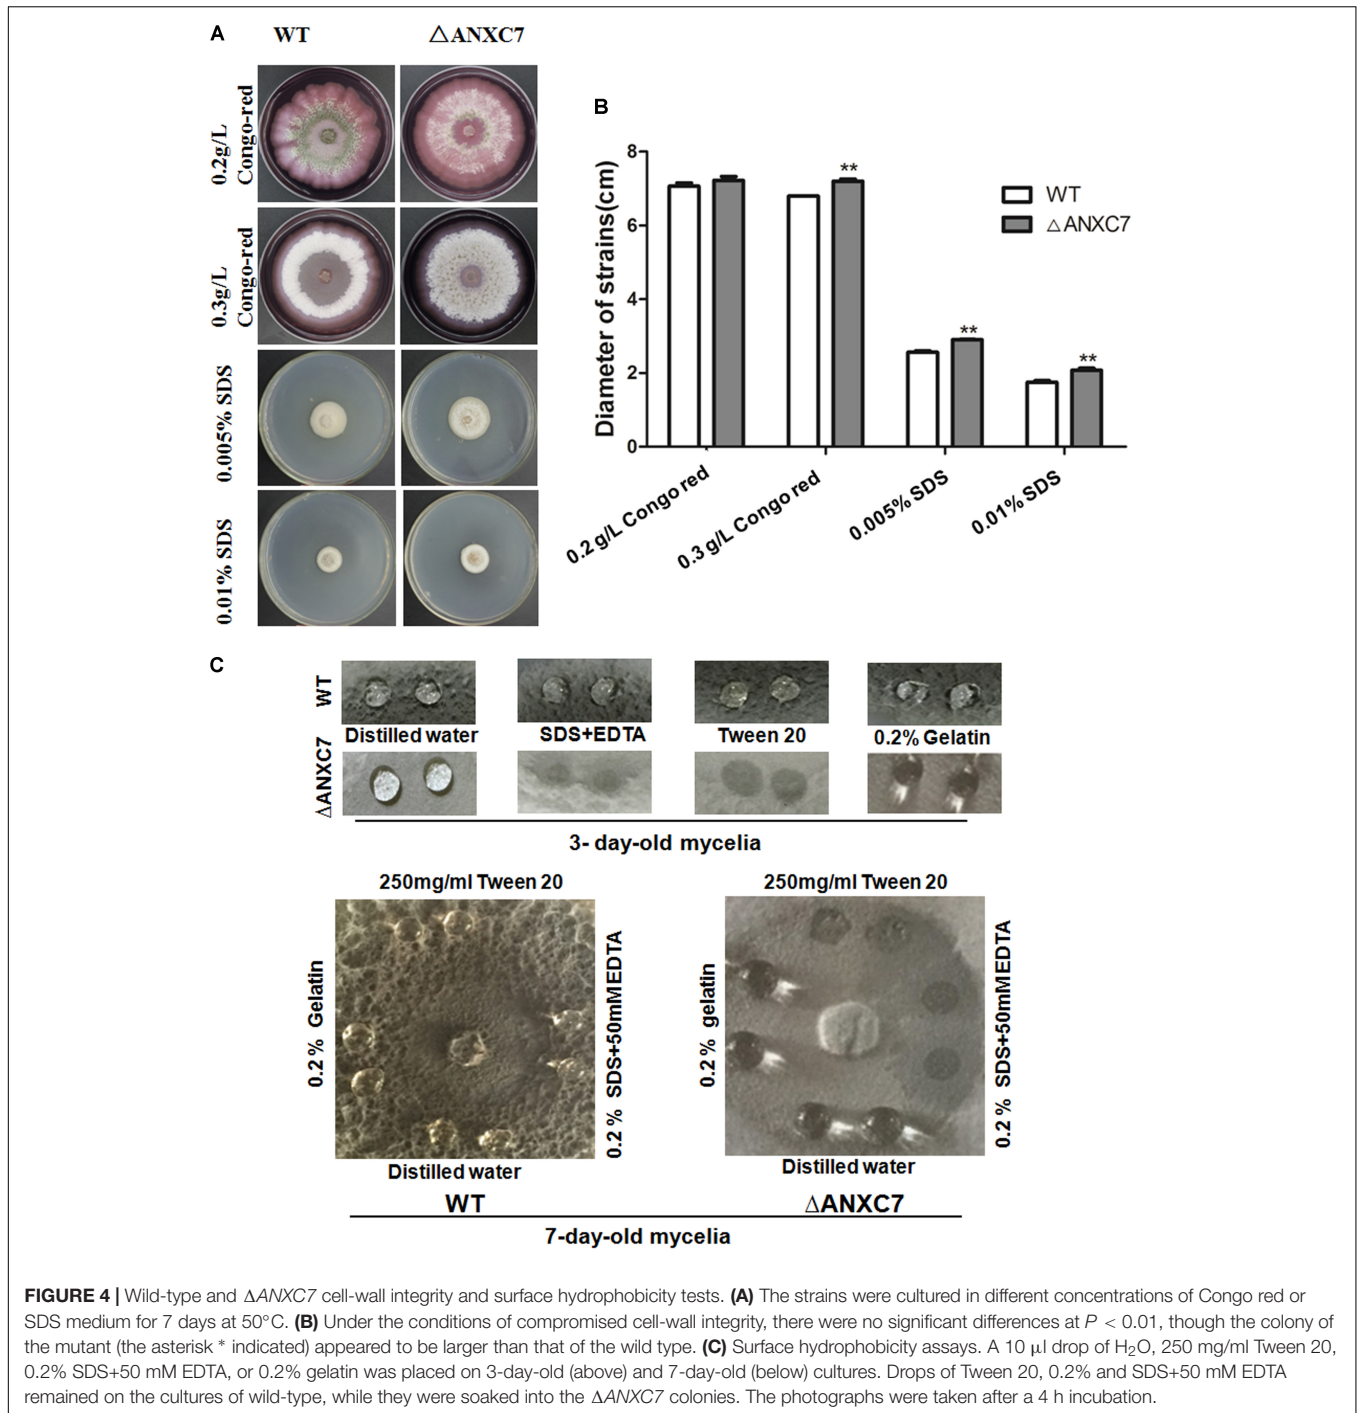 A
WT
△ANXC7
0.2g/L
Congo-red
0.3g/L
Congo-red
0.005% SDS
0.01% SDS
B
Diameter of strains(cm)
8
6
4
2
0
**
**
**
WT
△ANXC7
0.2 g/L Congo red
0.3 g/L Congo red
0.005% SDS
0.01% SDS
C
WT
Distilled water
SDS+EDTA
Tween 20
0.2% Gelatin
ΔANXC7
3- day-old mycelia
250mg/ml Tween 20
0.2 % Gelatin
0.2 % SDS+50mMEDTA
Distilled water
WT
250mg/ml Tween 20
0.2 % gelatin
0.2 % SDS+50mMEDTA
Distilled water
ΔANXC7
7-day-old mycelia
FIGURE 4 | Wild-type and ΔANXC7 cell-wall integrity and surface hydrophobicity tests. (A) The strains were cultured in different concentrations of Congo red or
SDS medium for 7 days at 50°C. (B) Under the conditions of compromised cell-wall integrity, there were no significant differences at P < 0.01, though the colony of
the mutant (the asterisk * indicated) appeared to be larger than that of the wild type. (C) Surface hydrophobicity assays. A 10 μl drop of H₂O, 250 mg/ml Tween 20,
0.2% SDS+50 mM EDTA, or 0.2% gelatin was placed on 3-day-old (above) and 7-day-old (below) cultures. Drops of Tween 20, 0.2% and SDS+50 mM EDTA
remained on the cultures of wild-type, while they were soaked into the ΔANXC7 colonies. The photographs were taken after a 4 h incubation.